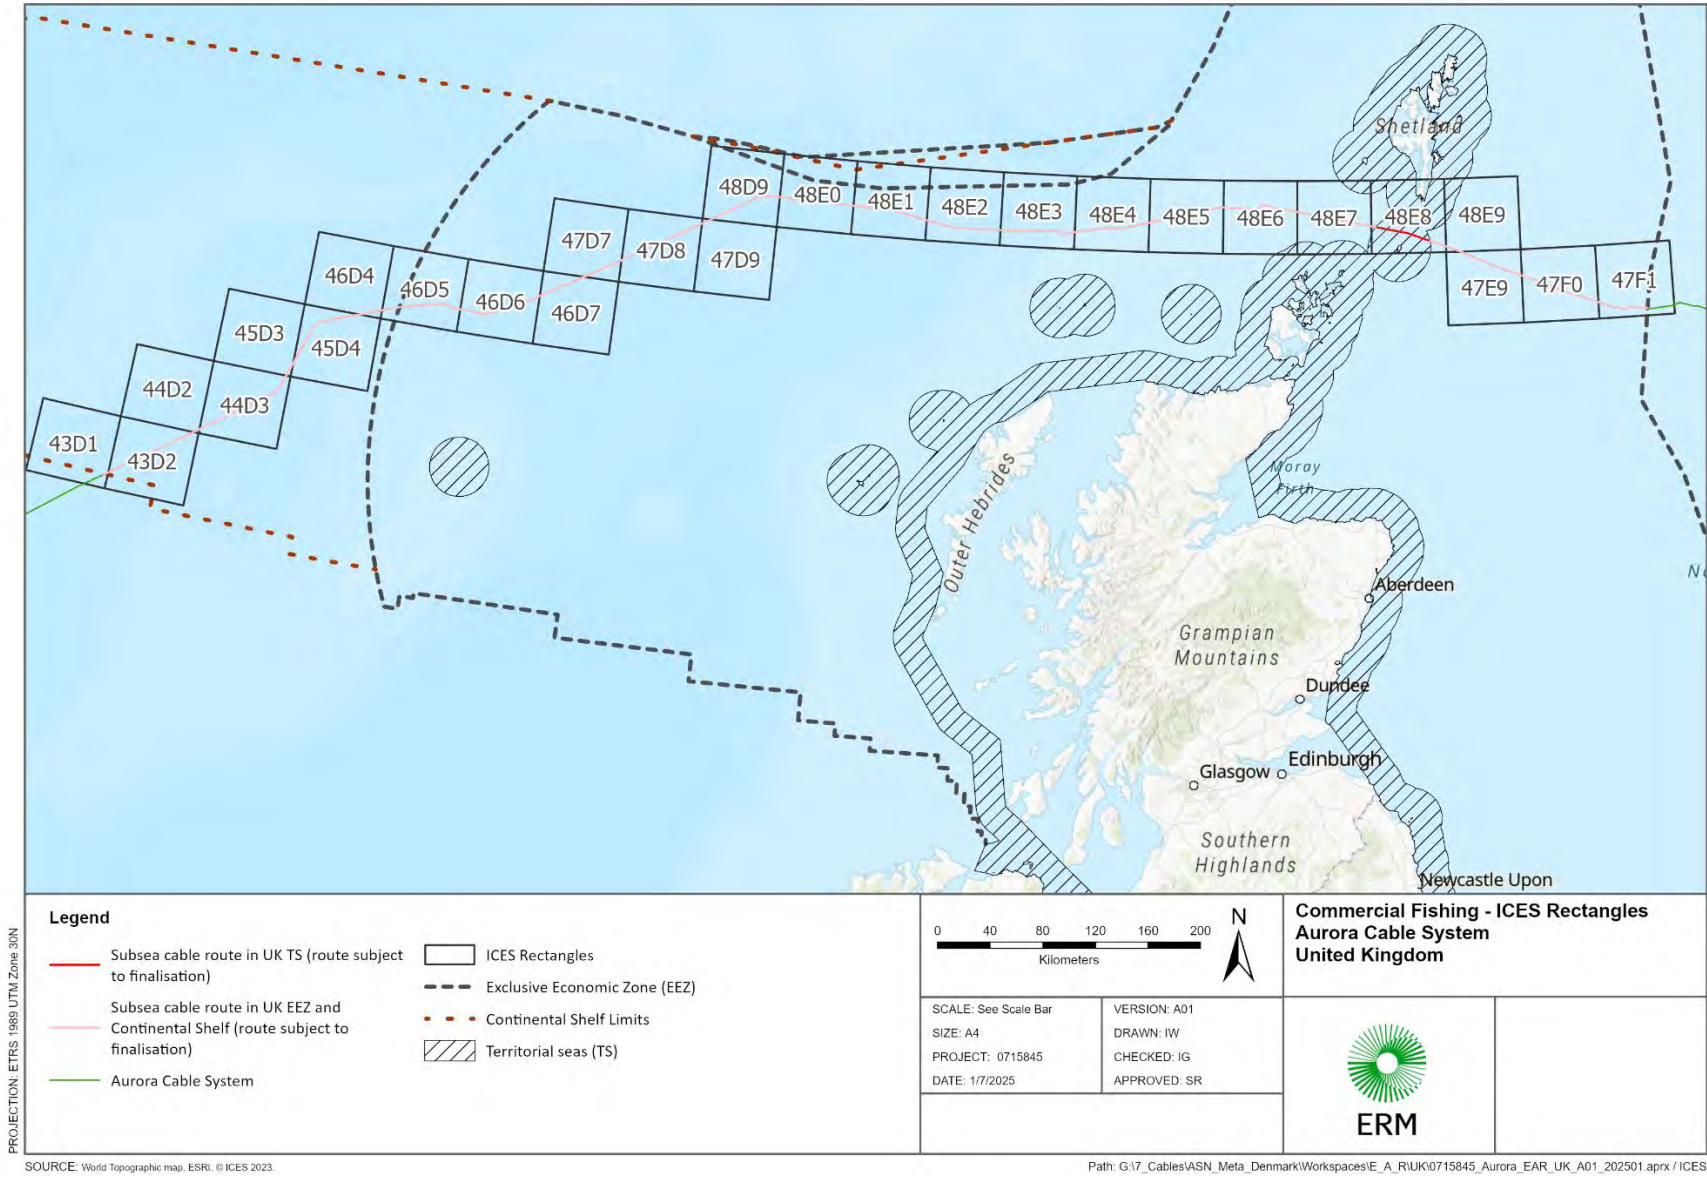 Shetland
48D9
48E0
48E1
48E2
48E3
48E4
48E5
48E6
48E7
48E8
48E9
47D7
47D8
47D9
47E9
47F0
47F1
46D4
46D5
46D6
46D7
45D3
45D4
44D2
44D3
43D1
43D2
Outer Hebrides
Moray
Firth
Aberdeen
Grampian
Mountains
Dundee
Edinburgh
Glasgow
Southern
Highlands
Newcastle Upon
PROJECTION: ETRS 1989 UTM Zone 30N
Legend
Subsea cable route in UK TS (route subject
to finalisation)
Subsea cable route in UK EEZ and
Continental Shelf (route subject to
finalisation)
Aurora Cable System
ICES Rectangles
Exclusive Economic Zone (EEZ)
Continental Shelf Limits
Territorial seas (TS)
0 40 80 120 160 200
Kilometers
N
SCALE: See Scale Bar
SIZE: A4
PROJECT: 0715845
DATE: 1/7/2025
VERSION: A01
DRAWN: IW
CHECKED: IG
APPROVED: SR
Commercial Fishing - ICES Rectangles
Aurora Cable System
United Kingdom
ERM
SOURCE: World Topographic map, ESRI. © ICES 2023.
Path: G:\7_Cables\ASN_Meta_Denmark\Workspaces\E_A_R\UK\0715845_Aurora_EAR_UK_A01_202501.aprx / ICES